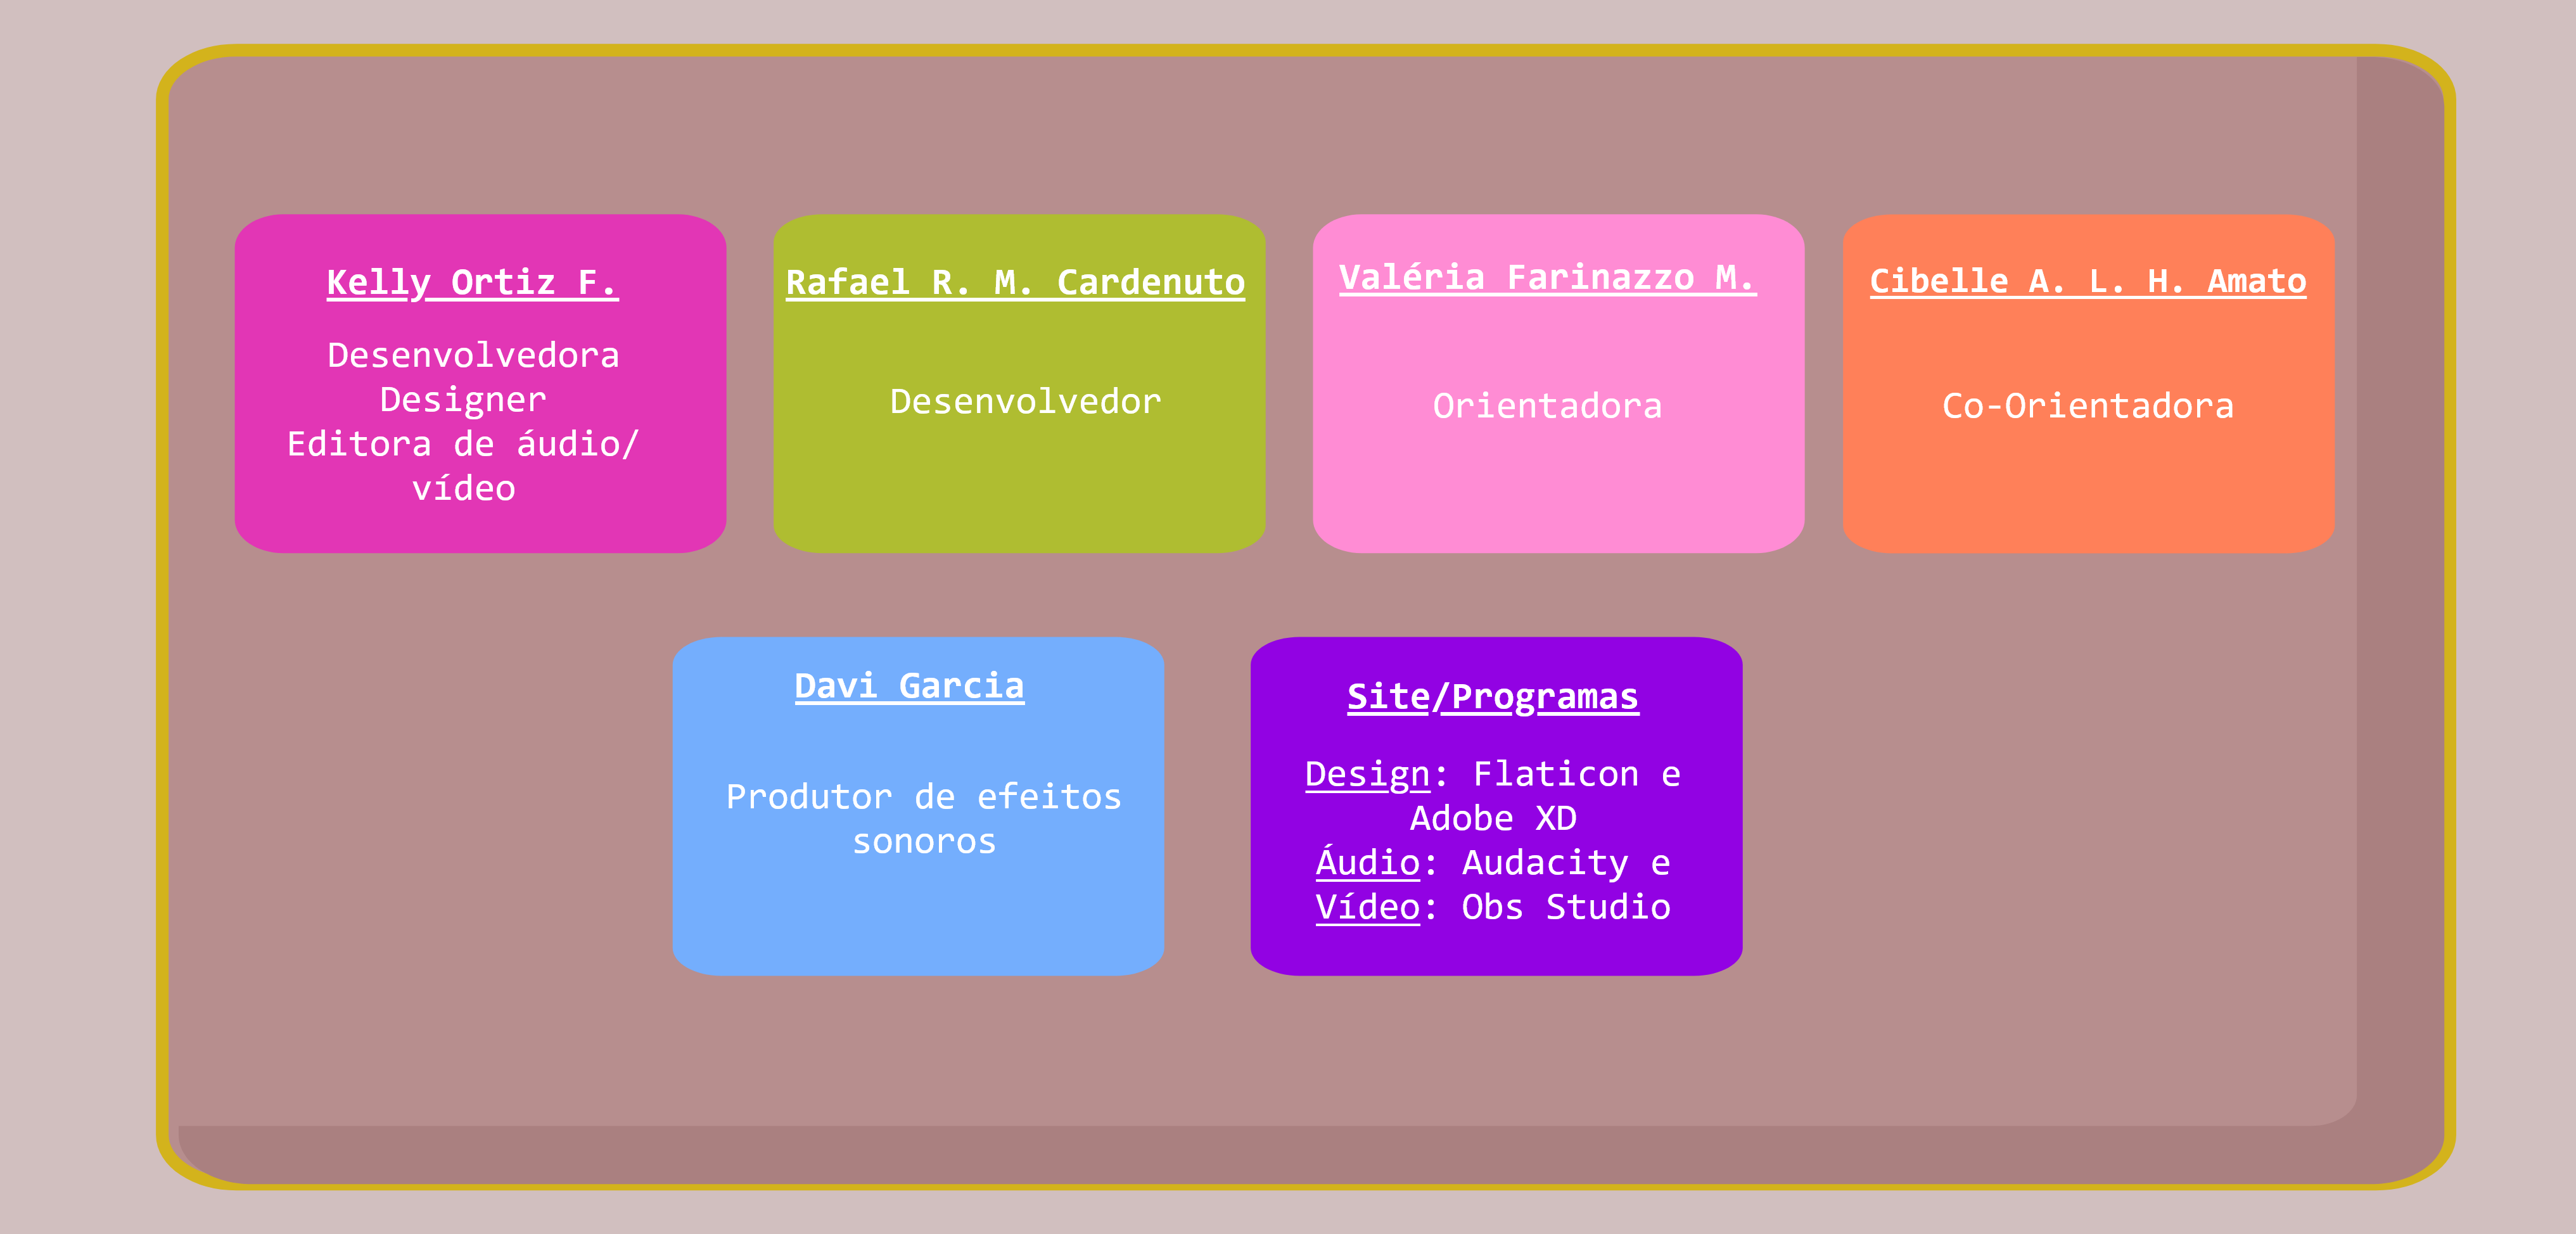 Kelly Ortiz F.
Desenvolvedora
Designer
Editora de áudio/
vídeo
Rafael R. M. Cardenuto
Desenvolvedor
Valéria Farinazzo M.
Orientadora
Cibelle A. L. H. Amato
Co-Orientadora
Davi Garcia
Produtor de efeitos
sonoros
Site/Programas
Design: Flaticon e
Adobe XD
Áudio: Audacity e
Vídeo: Obs Studio